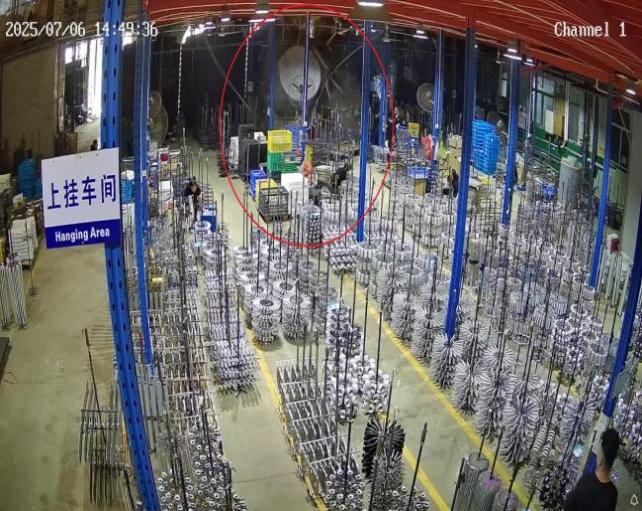 2025/07/06 14:49:36
Channel 1
上挂车间
Hanging Area